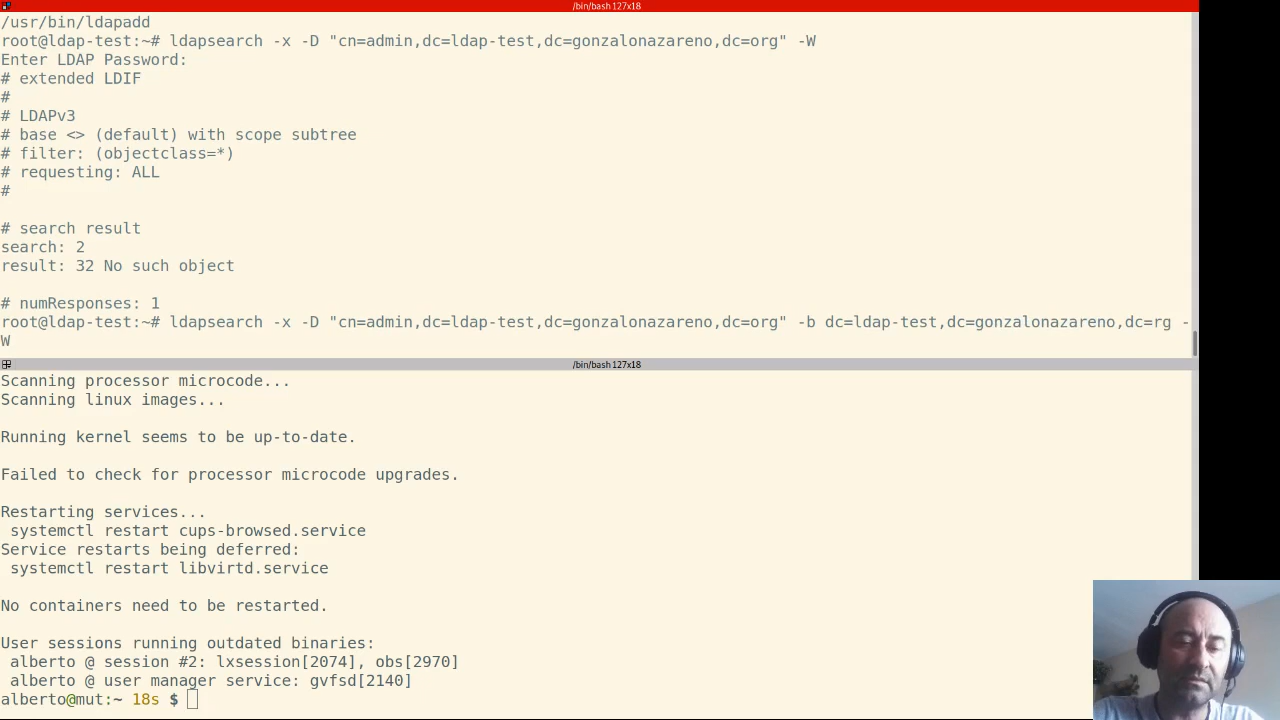 /bin/bash 127x18
/usr/bin/ldapadd
root@ldap-test:~# ldapsearch -x -D "cn=admin,dc=ldap-test,dc=gonzalonazareno,dc=org" -W
Enter LDAP Password:
# extended LDIF
#
# LDAPv3
# base <> (default) with scope subtree
# filter: (objectclass=*)
# requesting: ALL
#
# search result
search: 2
result: 32 No such object
# numResponses: 1
root@ldap-test:~# ldapsearch -x -D "cn=admin,dc=ldap-test,dc=gonzalonazareno,dc=org" -b dc=ldap-test,dc=gonzalonazareno,dc=rg -
W
/bin/bash 127x18
Scanning processor microcode...
Scanning linux images...
Running kernel seems to be up-to-date.
Failed to check for processor microcode upgrades.
Restarting services...
systemctl restart cups-browsed.service
Service restarts being deferred:
systemctl restart libvirtd.service
No containers need to be restarted.
User sessions running outdated binaries:
alberto @ session #2: lxsession[2074], obs[2970]
alberto @ user manager service: gvfsd[2140]
alberto@mut:~ 18s $